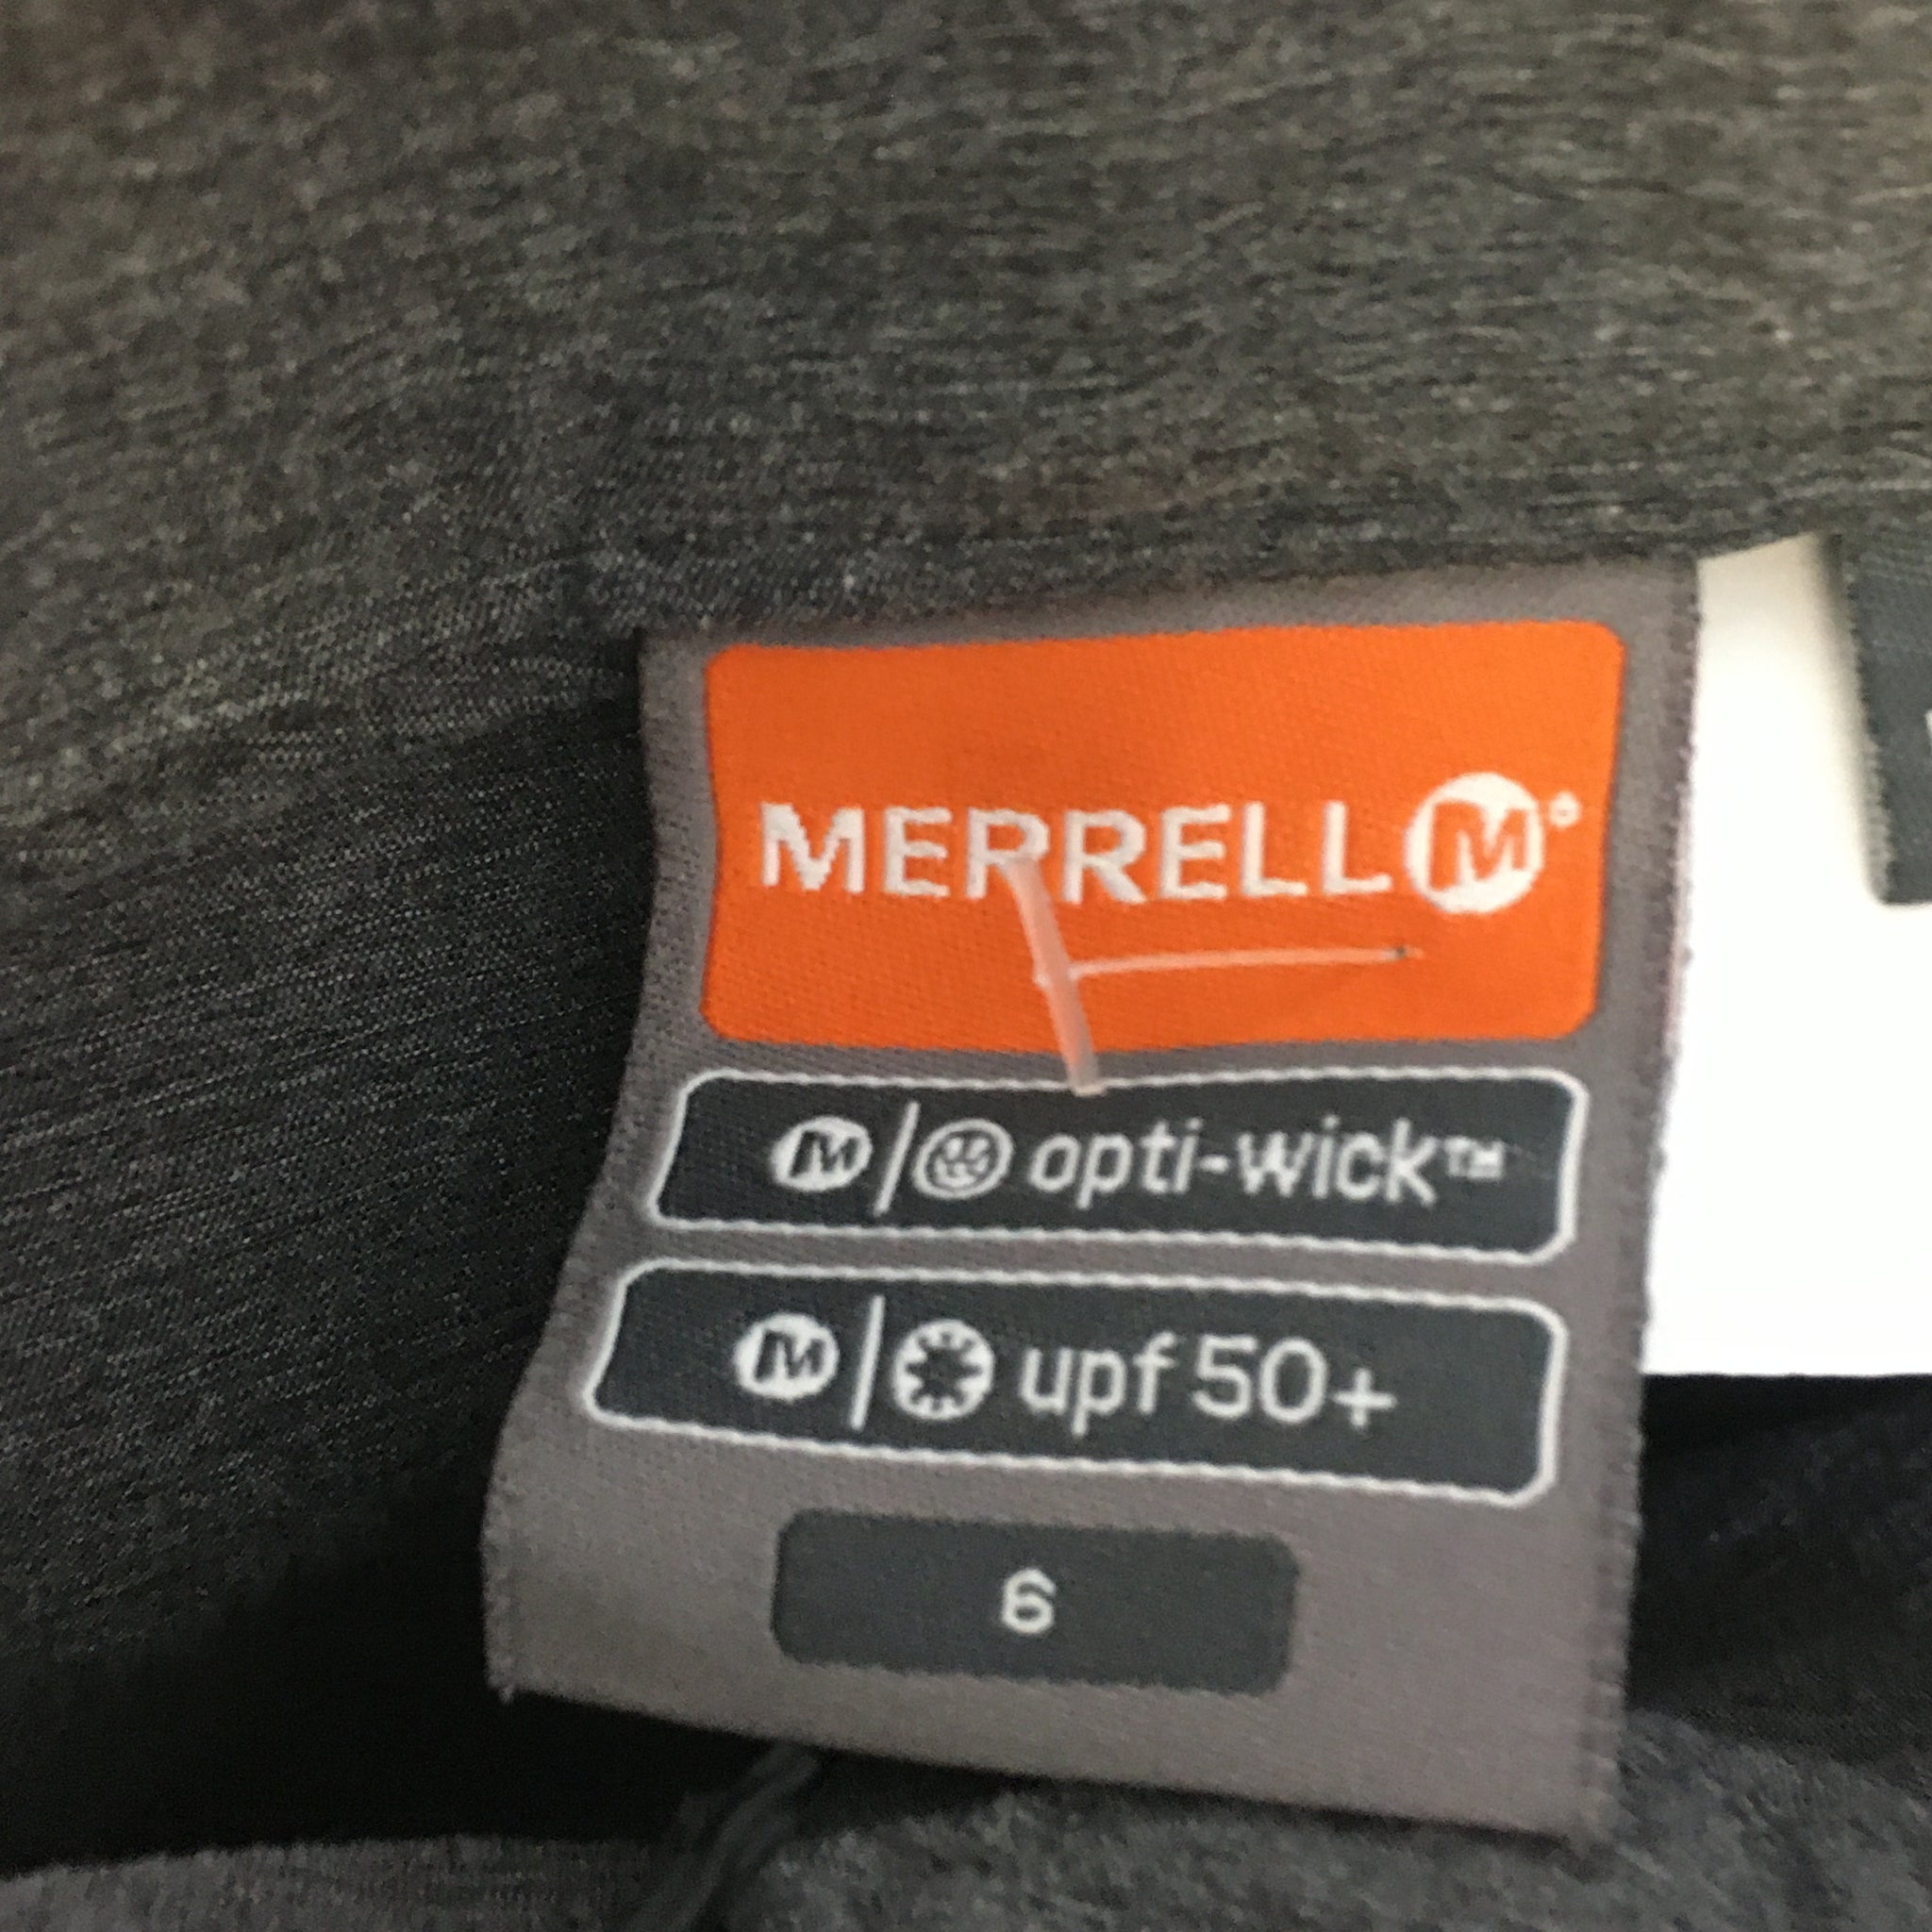 MERRELL M
M opti-wick™
M upf 50+
6